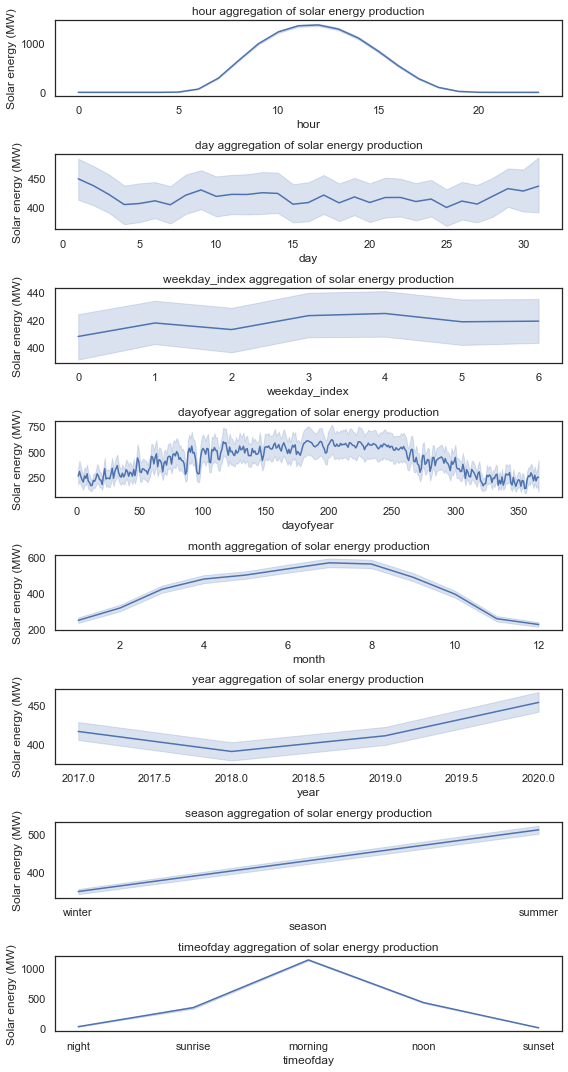 hour aggregation of solar energy production
Solar energy (MW)
1000
0
0 5 10 15 20
hour
day aggregation of solar energy production
Solar energy (MW)
450
400
0 5 10 15 20 25 30
day
weekday_index aggregation of solar energy production
Solar energy (MW)
440
420
400
0 1 2 3 4 5 6
weekday_index
dayofyear aggregation of solar energy production
Solar energy (MW)
750
500
250
0 50 100 150 200 250 300 350
dayofyear
month aggregation of solar energy production
Solar energy (MW)
600
400
200
2 4 6 8 10 12
month
year aggregation of solar energy production
Solar energy (MW)
450
400
2017.0 2017.5 2018.0 2018.5 2019.0 2019.5 2020.0
year
season aggregation of solar energy production
Solar energy (MW)
500
400
winter summer
season
timeofday aggregation of solar energy production
Solar energy (MW)
1000
500
0
night sunrise morning noon sunset
timeofday